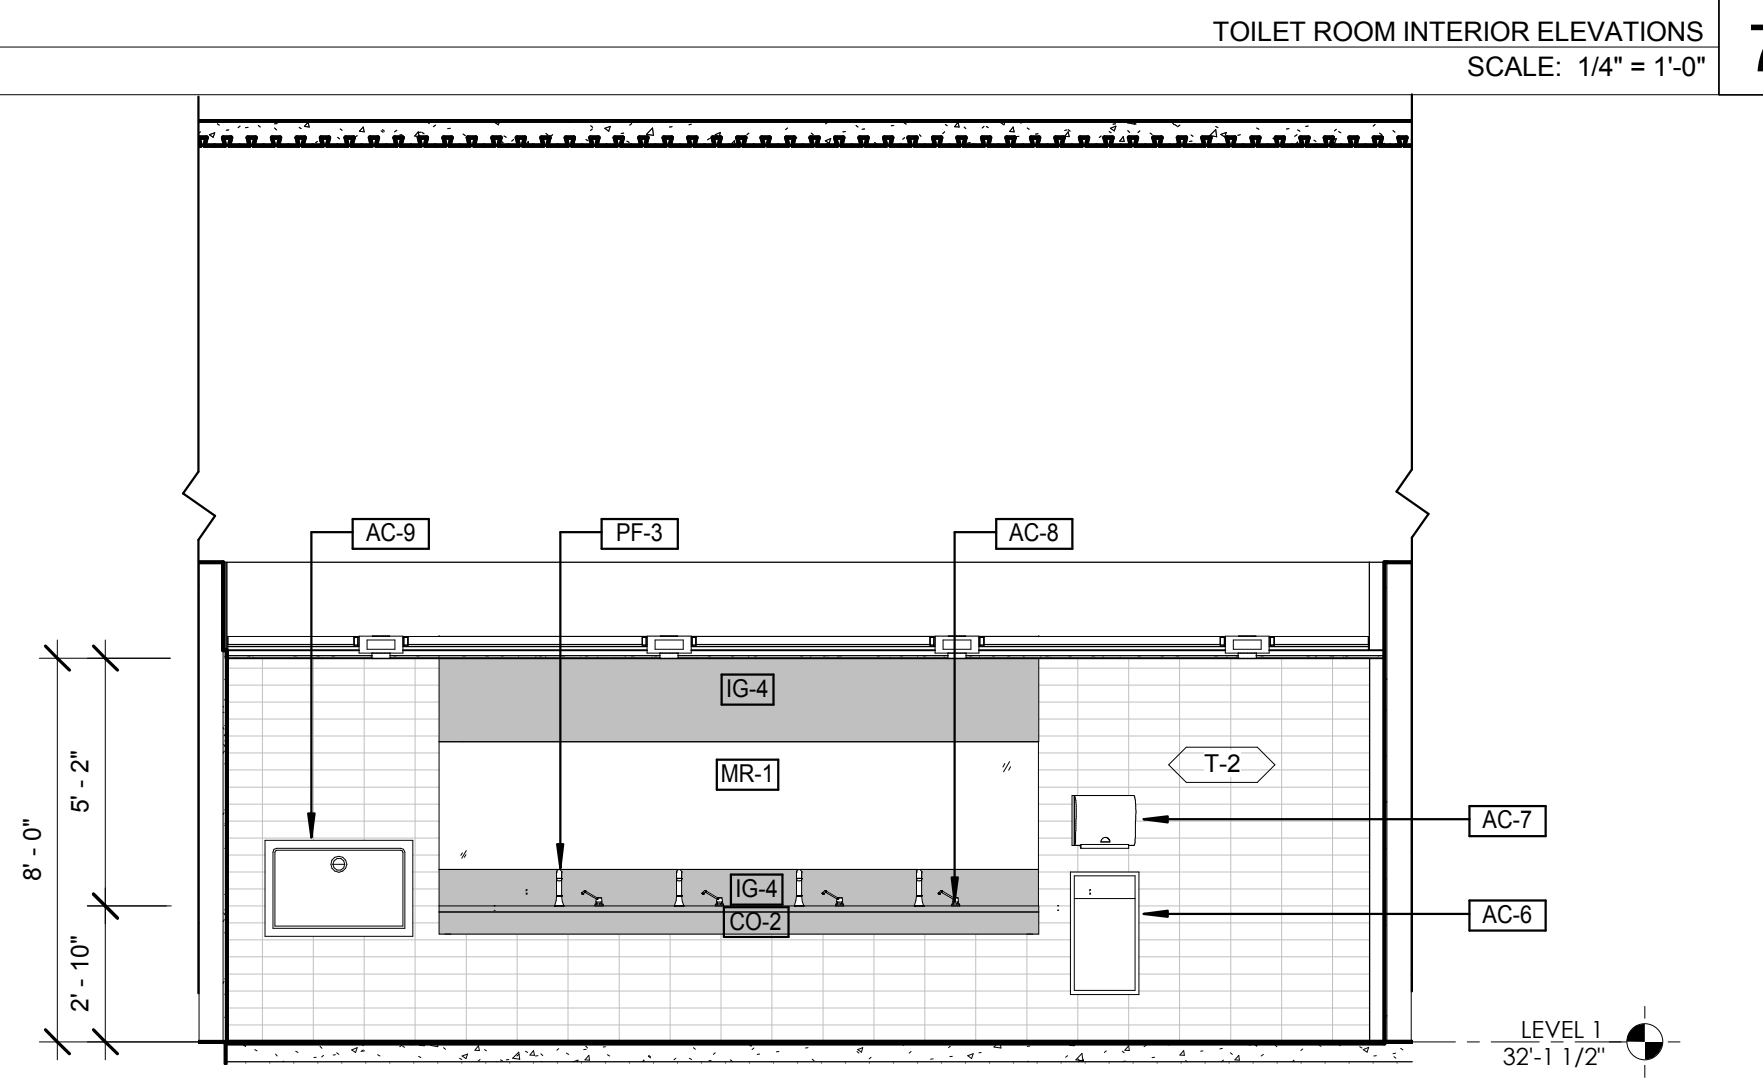 TOILET ROOM INTERIOR ELEVATIONS
SCALE: 1/4" = 1'-0"
AC-9
PF-3
AC-8
IG-4
MR-1
T-2
5' - 2"
8' - 0"
AC-7
IG-4
CO-2
AC-6
2' - 10"
LEVEL 1
32'-1 1/2"